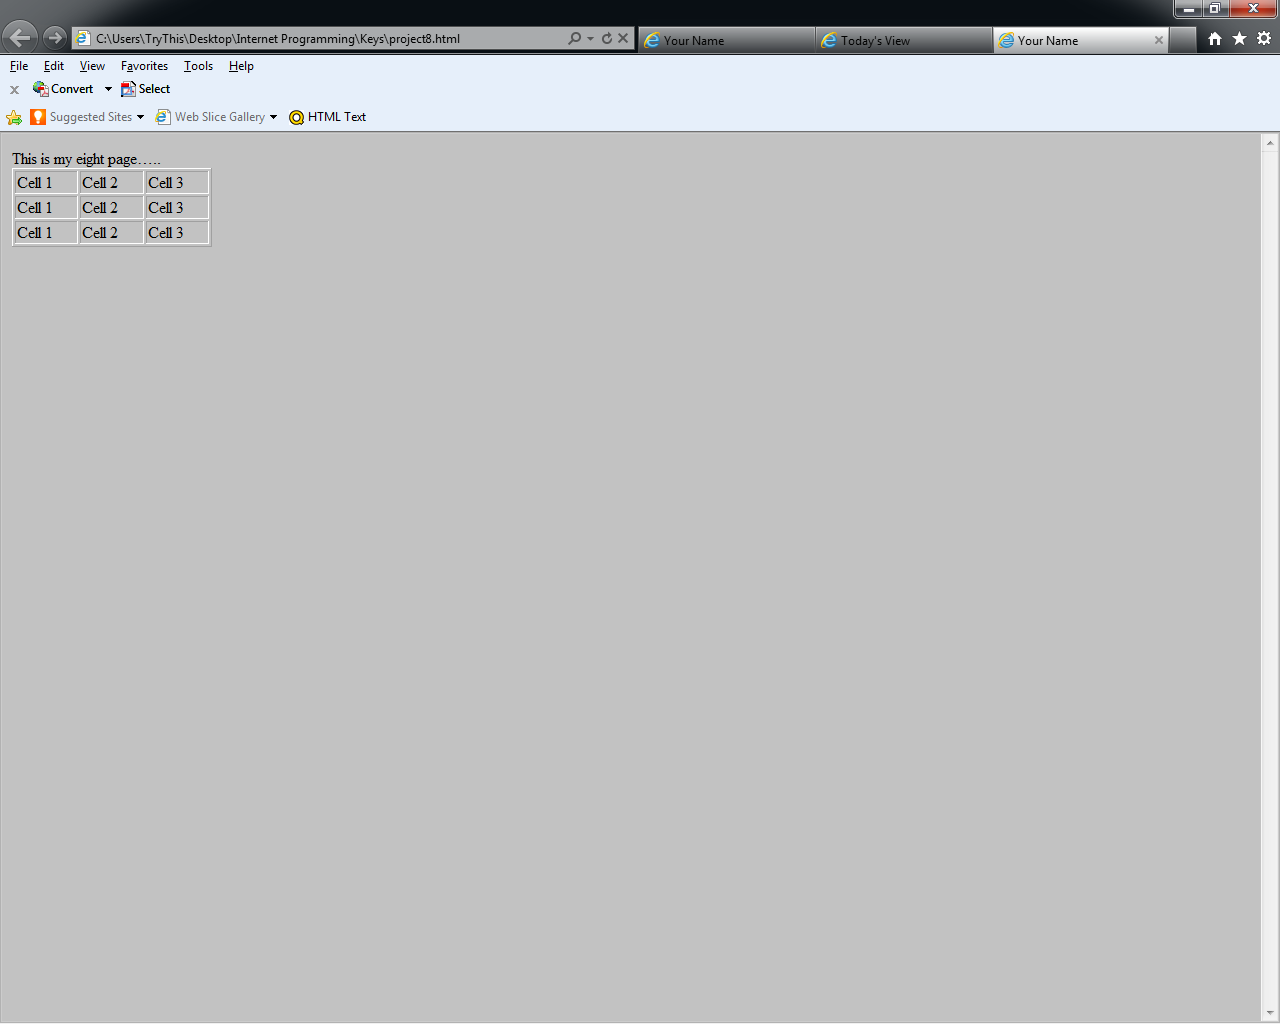 C:\Users\TryThis\Desktop\Internet Programming\Keys\project8.html
Your Name
Today's View
Your Name
File Edit View Favorites Tools Help
Convert Select
Suggested Sites Web Slice Gallery HTML Text
This is my eight page…..
Cell 1 Cell 2 Cell 3
Cell 1 Cell 2 Cell 3
Cell 1 Cell 2 Cell 3